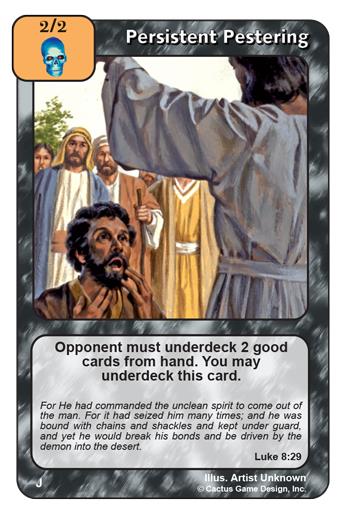 2/2
Persistent Pestering
Opponent must underdeck 2 good
cards from hand. You may
underdeck this card.
For He had commanded the unclean spirit to come out of
the man. For it had seized him many times; and he was
bound with chains and shackles and kept under guard,
and yet he would break his bonds and be driven by the
demon into the desert.
Luke 8:29
J
Illus. Artist Unknown
© Cactus Game Design, Inc.